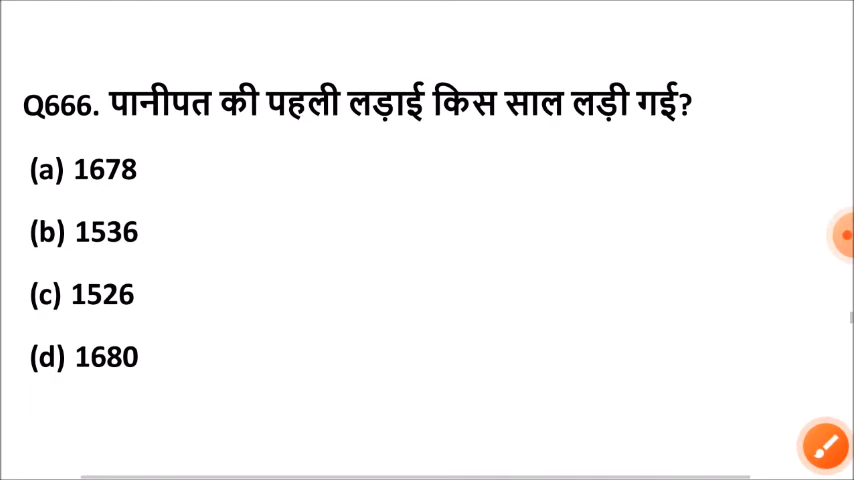 Q666. पानीपत की पहली लड़ाई किस साल लड़ी गई?
(a) 1678
(b) 1536
(c) 1526
(d) 1680